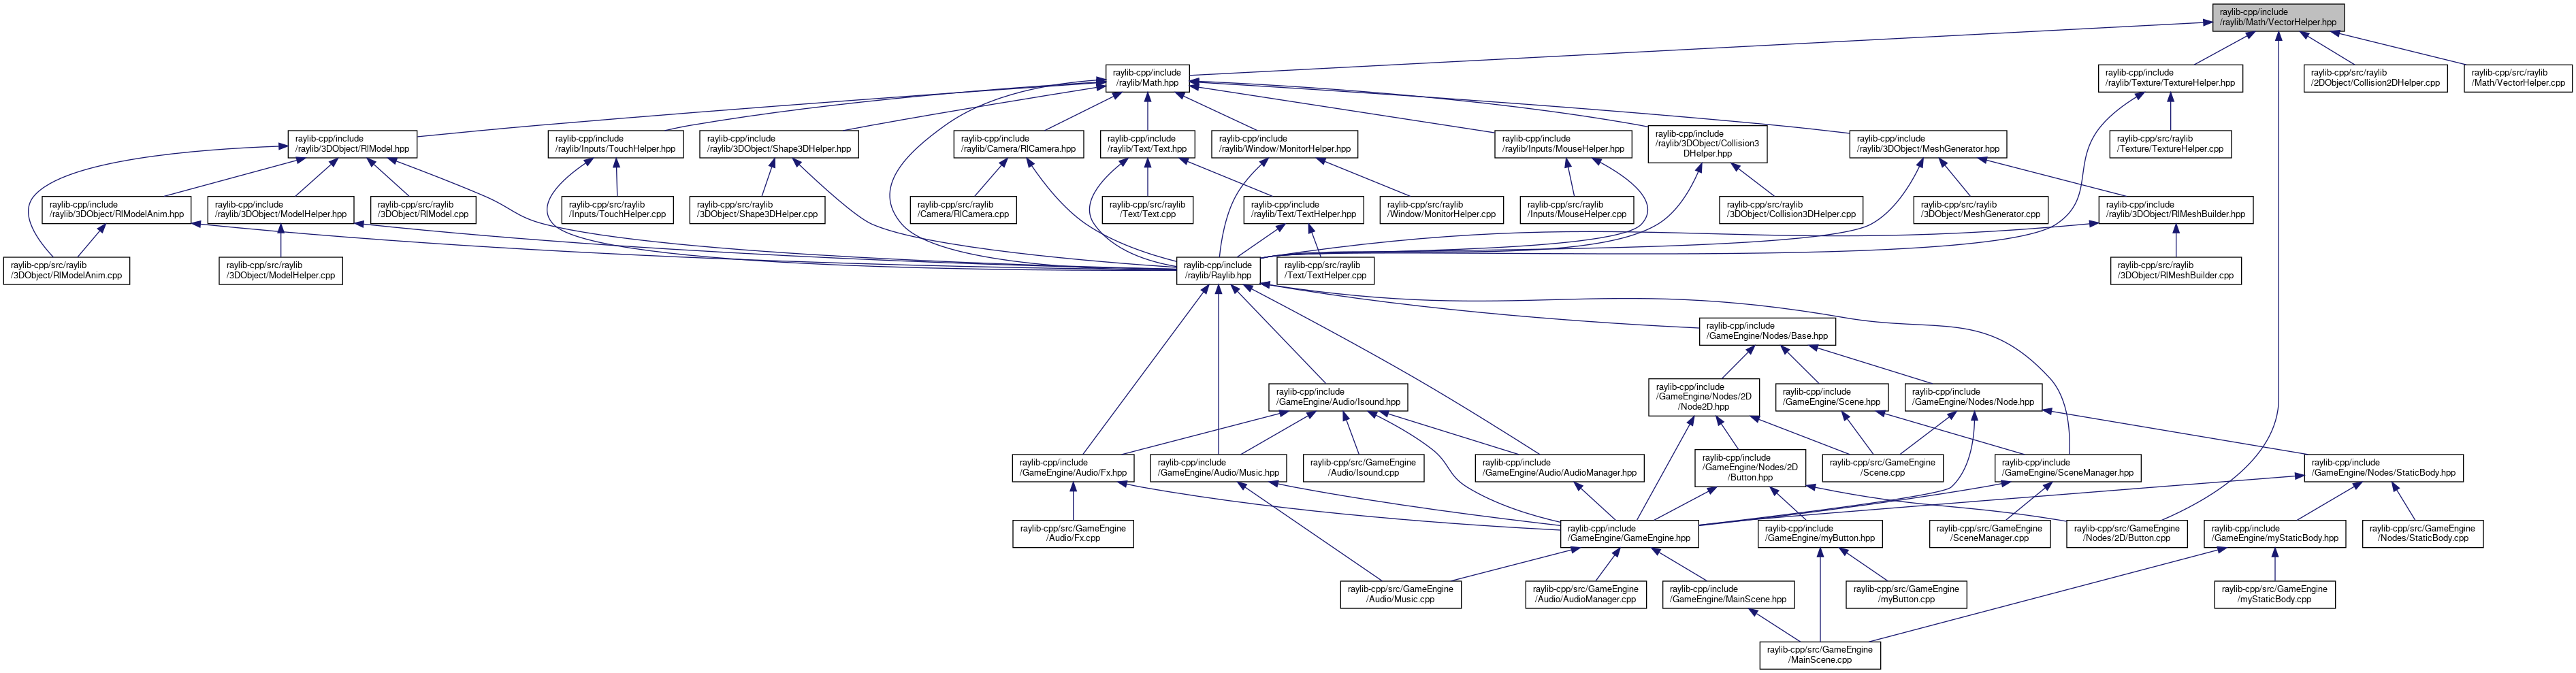 raylib-cpp/include
/raylib/Math/VectorHelper.hpp
raylib-cpp/include
/raylib/Math.hpp
raylib-cpp/include
/raylib/Texture/TextureHelper.hpp
raylib-cpp/src/raylib
/2DObject/Collision2DHelper.cpp
raylib-cpp/src/raylib
/Math/VectorHelper.cpp
raylib-cpp/include
/raylib/3DObject/RlModel.hpp
raylib-cpp/include
/raylib/Inputs/TouchHelper.hpp
raylib-cpp/include
/raylib/3DObject/Shape3DHelper.hpp
raylib-cpp/include
/raylib/Camera/RlCamera.hpp
raylib-cpp/include
/raylib/Text/Text.hpp
raylib-cpp/include
/raylib/Window/MonitorHelper.hpp
raylib-cpp/include
/raylib/Inputs/MouseHelper.hpp
raylib-cpp/include
/raylib/3DObject/Collision3
DHelper.hpp
raylib-cpp/include
/raylib/3DObject/MeshGenerator.hpp
raylib-cpp/src/raylib
/Texture/TextureHelper.cpp
raylib-cpp/include
/raylib/3DObject/RlModelAnim.hpp
raylib-cpp/include
/raylib/3DObject/ModelHelper.hpp
raylib-cpp/src/raylib
/3DObject/RlModel.cpp
raylib-cpp/src/raylib
/Inputs/TouchHelper.cpp
raylib-cpp/src/raylib
/3DObject/Shape3DHelper.cpp
raylib-cpp/src/raylib
/Camera/RlCamera.cpp
raylib-cpp/src/raylib
/Text/Text.cpp
raylib-cpp/include
/raylib/Text/TextHelper.hpp
raylib-cpp/src/raylib
/Window/MonitorHelper.cpp
raylib-cpp/src/raylib
/Inputs/MouseHelper.cpp
raylib-cpp/src/raylib
/3DObject/Collision3DHelper.cpp
raylib-cpp/src/raylib
/3DObject/MeshGenerator.cpp
raylib-cpp/include
/raylib/3DObject/RlMeshBuilder.hpp
raylib-cpp/src/raylib
/3DObject/RlModelAnim.cpp
raylib-cpp/src/raylib
/3DObject/ModelHelper.cpp
raylib-cpp/include
/raylib/Raylib.hpp
raylib-cpp/src/raylib
/Text/TextHelper.cpp
raylib-cpp/src/raylib
/3DObject/RlMeshBuilder.cpp
raylib-cpp/include
/GameEngine/Nodes/Base.hpp
raylib-cpp/include
/GameEngine/Audio/Isound.hpp
raylib-cpp/include
/GameEngine/Nodes/2D
/Node2D.hpp
raylib-cpp/include
/GameEngine/Scene.hpp
raylib-cpp/include
/GameEngine/Nodes/Node.hpp
raylib-cpp/include
/GameEngine/Audio/Fx.hpp
raylib-cpp/include
/GameEngine/Audio/Music.hpp
raylib-cpp/src/GameEngine
/Audio/Isound.cpp
raylib-cpp/include
/GameEngine/Audio/AudioManager.hpp
raylib-cpp/include
/GameEngine/Nodes/2D
/Button.hpp
raylib-cpp/src/GameEngine
/Scene.cpp
raylib-cpp/include
/GameEngine/SceneManager.hpp
raylib-cpp/include
/GameEngine/Nodes/StaticBody.hpp
raylib-cpp/src/GameEngine
/Audio/Fx.cpp
raylib-cpp/include
/GameEngine/GameEngine.hpp
raylib-cpp/include
/GameEngine/myButton.hpp
raylib-cpp/src/GameEngine
/SceneManager.cpp
raylib-cpp/src/GameEngine
/Nodes/2D/Button.cpp
raylib-cpp/include
/GameEngine/myStaticBody.hpp
raylib-cpp/src/GameEngine
/Nodes/StaticBody.cpp
raylib-cpp/src/GameEngine
/Audio/Music.cpp
raylib-cpp/src/GameEngine
/Audio/AudioManager.cpp
raylib-cpp/include
/GameEngine/MainScene.hpp
raylib-cpp/src/GameEngine
/myButton.cpp
raylib-cpp/src/GameEngine
/myStaticBody.cpp
raylib-cpp/src/GameEngine
/MainScene.cpp